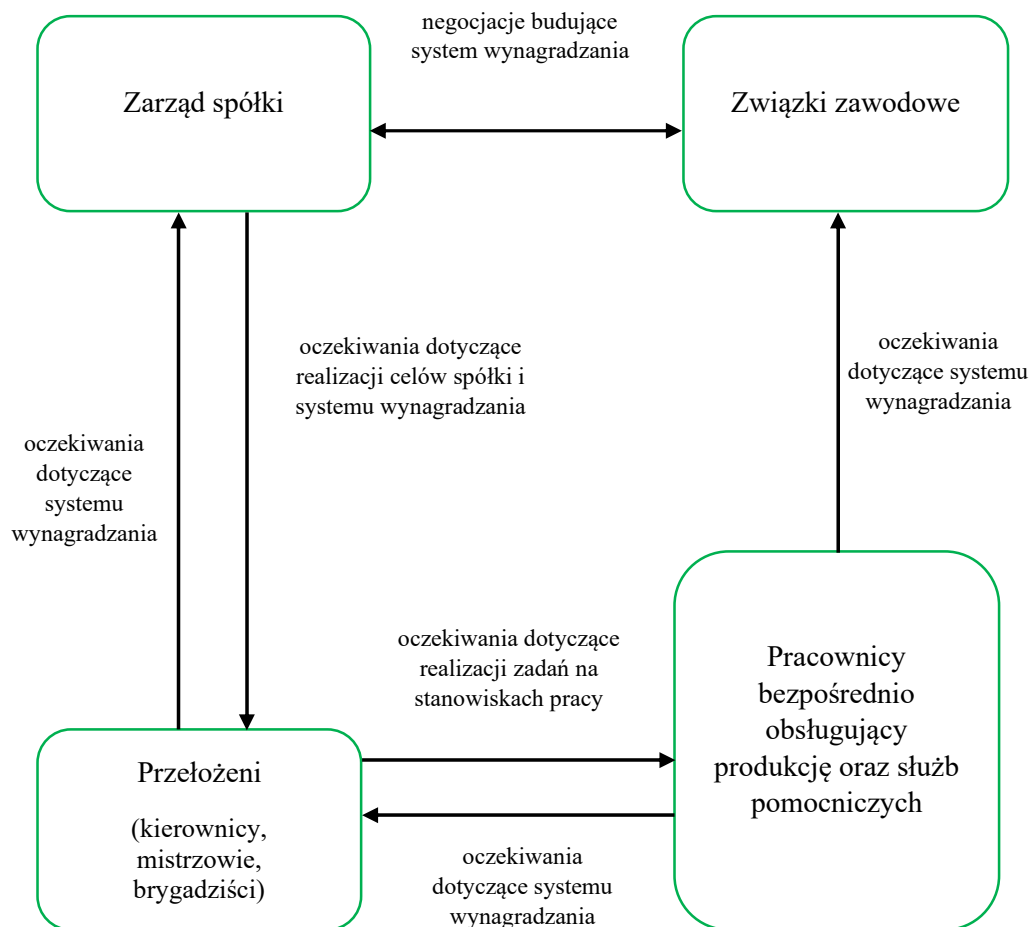 negocjacje budujące
system wynagradzania
Zarząd spółki
Związki zawodowe
oczekiwania dotyczące
realizacji celów spółki i
systemu wynagradzania
oczekiwania
dotyczące systemu
wynagradzania
oczekiwania
dotyczące
systemu
wynagradzania
oczekiwania dotyczące
realizacji zadań na
stanowiskach pracy
Pracownicy
bezpośrednio
obsługujący
produkcję oraz służb
pomocniczych
Przełożeni
(kierownicy,
mistrzowie,
brygadziści)
oczekiwania
dotyczące systemu
wynagradzania